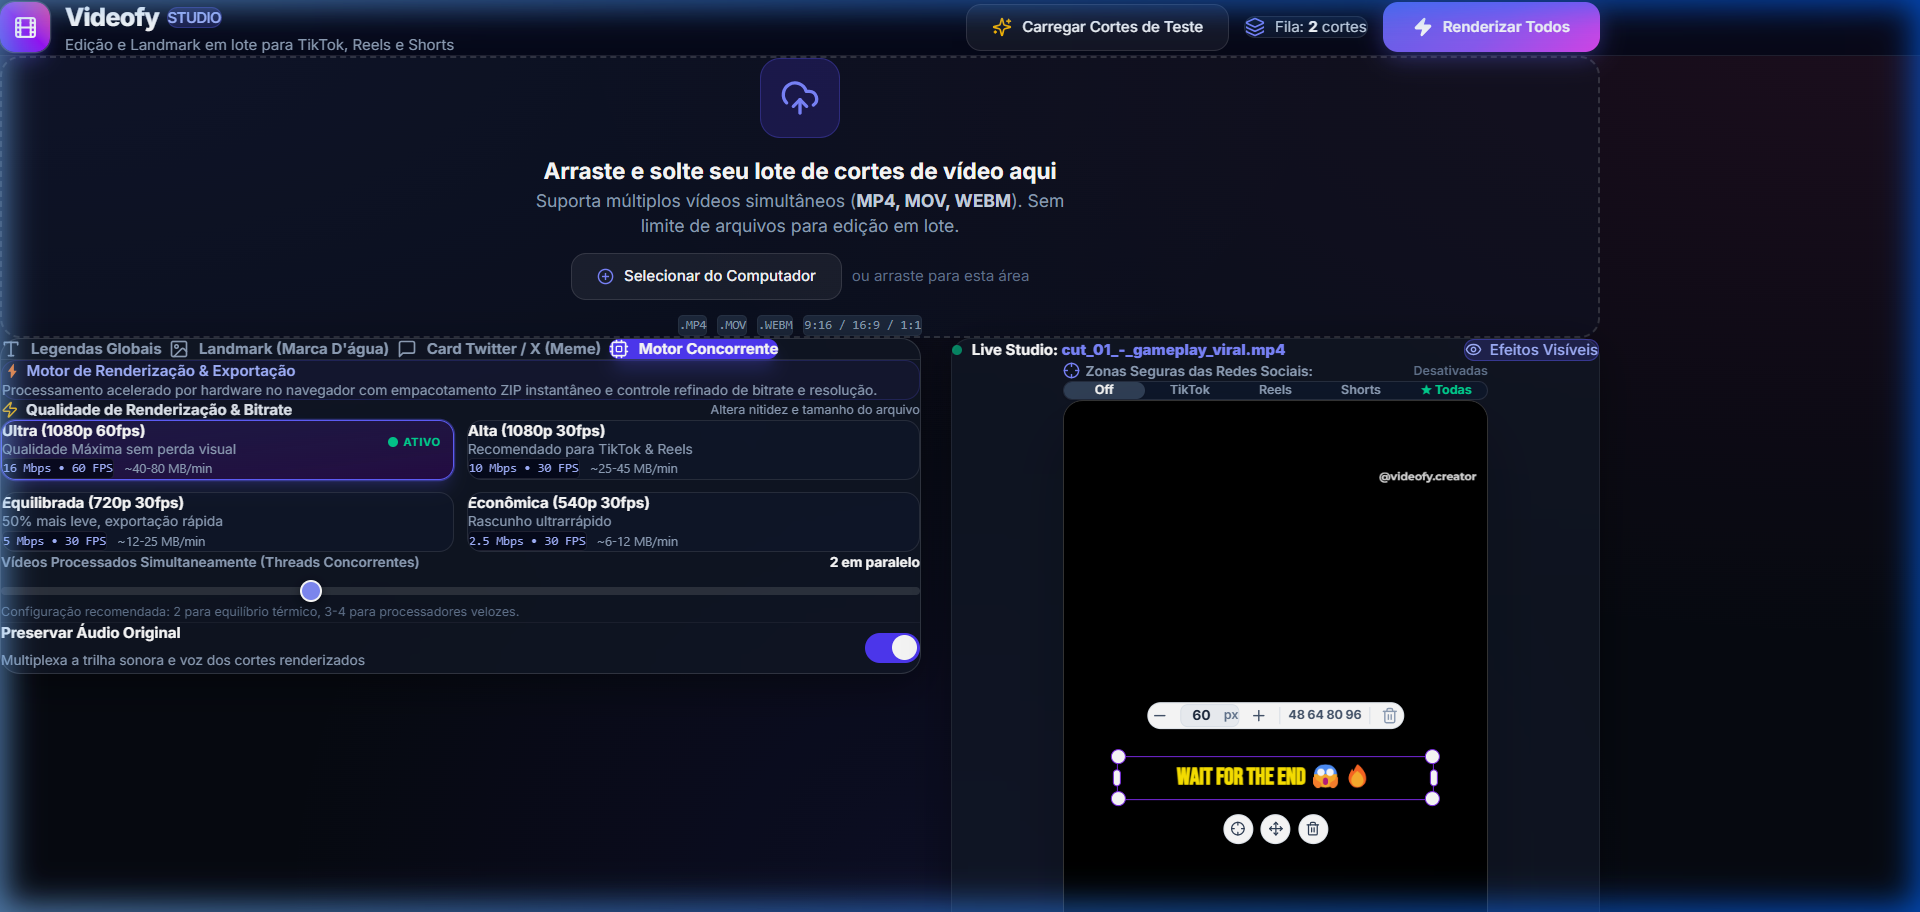 Videofy STUDIO
Edição e Landmark em lote para TikTok, Reels e Shorts
Carregar Cortes de Teste
Fila: 2 cortes
Renderizar Todos
Arraste e solte seu lote de cortes de vídeo aqui
Suporta múltiplos vídeos simultâneos (MP4, MOV, WEBM). Sem
limite de arquivos para edição em lote.
Selecionar do Computador
ou arraste para esta área
.MP4 .MOV .WEBM 9:16 / 16:9 / 1:1
Legendas Globais
Landmark (Marca D'água)
Card Twitter / X (Meme)
Motor Concorrente
Motor de Renderização & Exportação
Processamento acelerado por hardware no navegador com empacotamento ZIP instantâneo e controle refinado de bitrate e resolução.
Qualidade de Renderização & Bitrate
Altera nitidez e tamanho do arquivo
Ultra (1080p 60fps)
Qualidade Máxima sem perda visual
ATIVO
16 Mbps • 60 FPS ~40-80 MB/min
Alta (1080p 30fps)
Recomendado para TikTok & Reels
10 Mbps • 30 FPS ~25-45 MB/min
Equilibrada (720p 30fps)
50% mais leve, exportação rápida
5 Mbps • 30 FPS ~12-25 MB/min
Econômica (540p 30fps)
Rascunho ultrarrápido
2.5 Mbps • 30 FPS ~6-12 MB/min
Vídeos Processados Simultaneamente (Threads Concorrentes)
2 em paralelo
Configuração recomendada: 2 para equilíbrio térmico, 3-4 para processadores velozes.
Preservar Áudio Original
Multiplexa a trilha sonora e voz dos cortes renderizados
Live Studio: cut_01_-_gameplay_viral.mp4
Efeitos Visíveis
Zonas Seguras das Redes Sociais:
Desativadas
Off TikTok Reels Shorts ★ Todas
@videofy.creator
− 60 px + 48 64 80 96
WAIT FOR THE END 😱 🔥